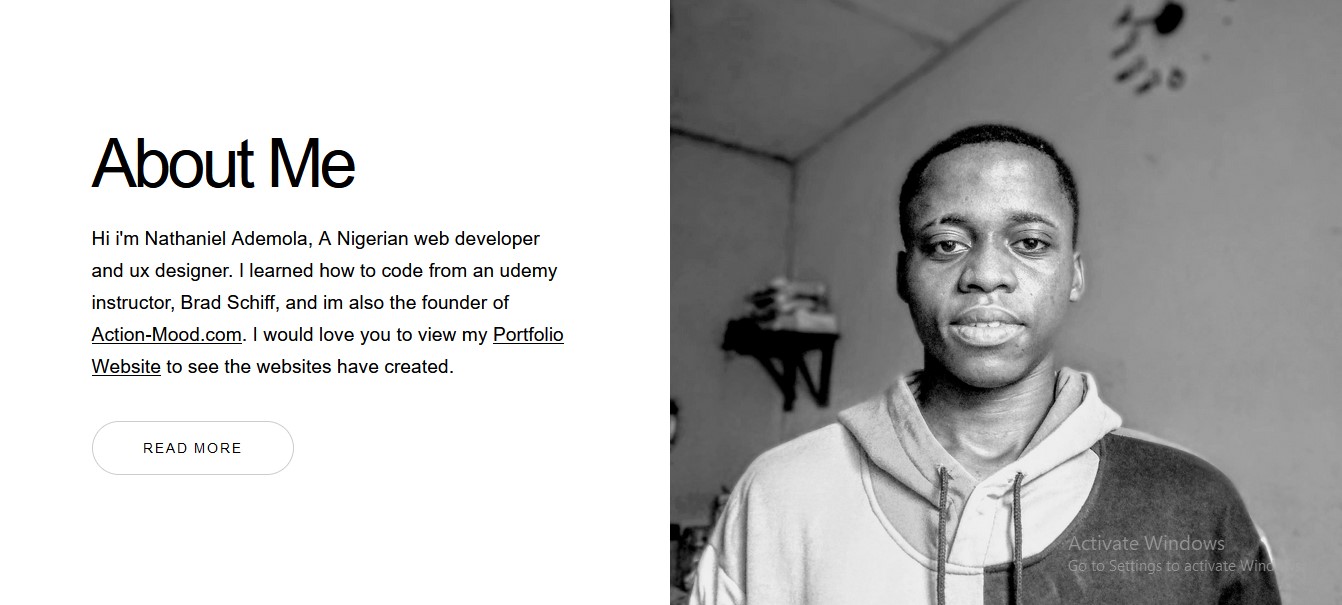 About Me
Hi i'm Nathaniel Ademola, A Nigerian web developer
and ux designer. I learned how to code from an udemy
instructor, Brad Schiff, and im also the founder of
Action-Mood.com. I would love you to view my Portfolio
Website to see the websites have created.
READ MORE
Activate Windows
Go to Settings to activate Windows.